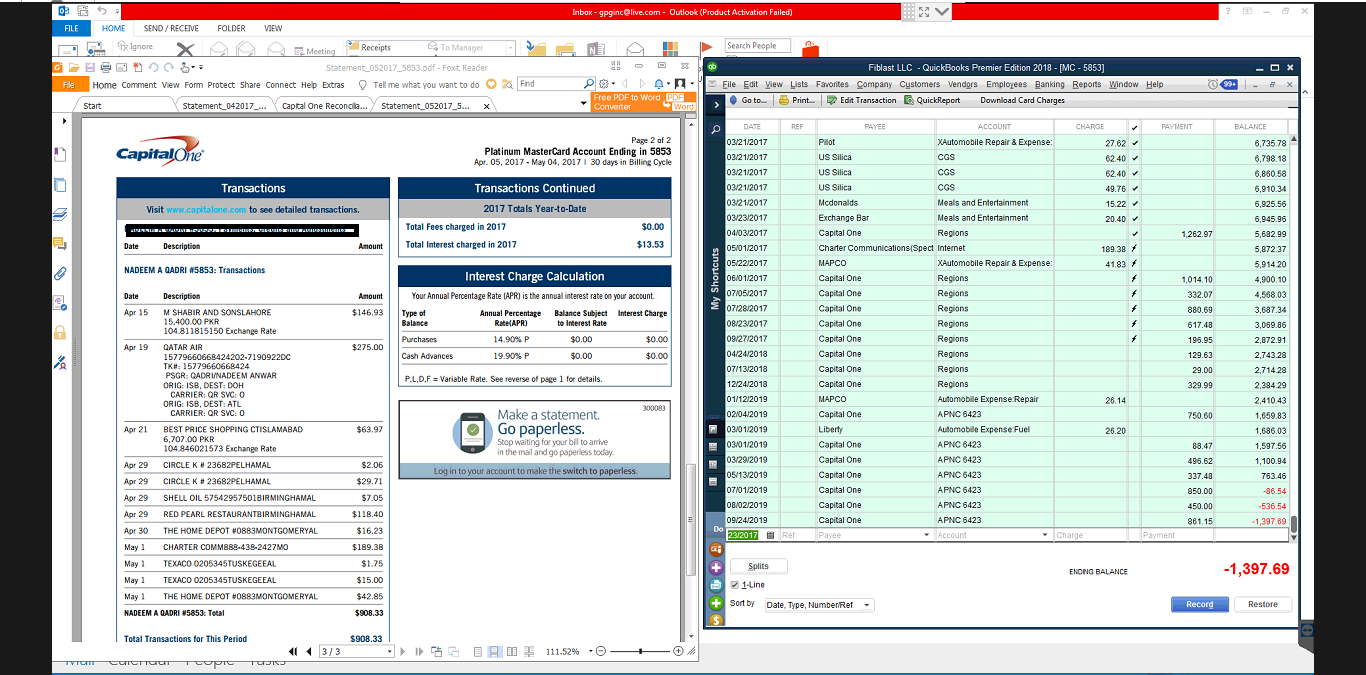 Inbox - gpginc@live.com - Outlook (Product Activation Failed)
FILE HOME SEND / RECEIVE FOLDER VIEW
Ignore Meeting Receipts To Manager Search People
Statement_052017_5853.pdf - Foxit Reader
File Home Comment View Form Protect Share Connect Help Extras Tell me what you want to do Find
Start Statement_042017_... Capital One Reconcilia... Statement_052017_5... Free PDF to Word Converter
Capital One
Page 2 of 2
Platinum MasterCard Account Ending in 5853
Apr. 05, 2017 - May 04, 2017 | 30 days in Billing Cycle
Transactions
Visit www.capitalone.com to see detailed transactions.
Date Description Amount
NADEEM A QADRI #5853: Transactions
Date Description Amount
Apr 15 M SHABIR AND SONSLAHORE $146.93
15,400.00 PKR
104.811815150 Exchange Rate
Apr 19 QATAR AIR $275.00
15779660668424202-7190922DC
TK#: 15779660668424
PSGR: QADRI/NADEEM ANWAR
ORIG: ISB, DEST: DOH
CARRIER: QR SVC: O
ORIG: ISB, DEST: ATL
CARRIER: QR SVC: O
Apr 21 BEST PRICE SHOPPING CTISLAMABAD $63.97
6,707.00 PKR
104.846021573 Exchange Rate
Apr 29 CIRCLE K # 23682PELHAMAL $2.06
Apr 29 CIRCLE K # 23682PELHAMAL $29.71
Apr 29 SHELL OIL 57542957501BIRMINGHAMAL $7.05
Apr 29 RED PEARL RESTAURANTBIRMINGHAMAL $118.40
Apr 30 THE HOME DEPOT #0883MONTGOMERYAL $16.23
May 1 CHARTER COMM888-438-2427MO $189.38
May 1 TEXACO 0205345TUSKEGEEAL $1.75
May 1 TEXACO 0205345TUSKEGEEAL $15.00
May 1 THE HOME DEPOT #0883MONTGOMERYAL $42.85
NADEEM A QADRI #5853: Total $908.33
Total Transactions for This Period $908.33
Transactions Continued
2017 Totals Year-to-Date
Total Fees charged in 2017 $0.00
Total Interest charged in 2017 $13.53
Interest Charge Calculation
Your Annual Percentage Rate (APR) is the annual interest rate on your account.
Type of Balance Annual Percentage Rate(APR) Balance Subject to Interest Rate Interest Charge
Purchases 14.90% P $0.00 $0.00
Cash Advances 19.90% P $0.00 $0.00
P,L,D,F = Variable Rate. See reverse of page 1 for details.
300083
Make a statement.
Go paperless.
Stop waiting for your bill to arrive
in the mail and go paperless today.
Log in to your account to make the switch to paperless.
3 / 3 111.52%
Mail Calendar People Tasks
Fiblast LLC - QuickBooks Premier Edition 2018 - [MC - 5853]
File Edit View Lists Favorites Company Customers Vendors Employees Banking Reports Window Help 99+
Go to... Print... Edit Transaction QuickReport Download Card Charges
My Shortcuts
Do
DATE REF PAYEE ACCOUNT CHARGE ✓ PAYMENT BALANCE
03/21/2017 Pilot XAutomobile Repair & Expense: 27.62 ✓ 6,735.78
03/21/2017 US Silica CGS 62.40 ✓ 6,798.18
03/21/2017 US Silica CGS 62.40 ✓ 6,860.58
03/21/2017 US Silica CGS 49.76 ✓ 6,910.34
03/21/2017 Mcdonalds Meals and Entertainment 15.22 ✓ 6,925.56
03/23/2017 Exchange Bar Meals and Entertainment 20.40 ✓ 6,945.96
04/03/2017 Capital One Regions ✓ 1,262.97 5,682.99
05/01/2017 Charter Communications(Spect Internet 189.38 5,872.37
05/22/2017 MAPCO XAutomobile Repair & Expense: 41.83 5,914.20
06/01/2017 Capital One Regions 1,014.10 4,900.10
07/05/2017 Capital One Regions 332.07 4,568.03
07/28/2017 Capital One Regions 880.69 3,687.34
08/23/2017 Capital One Regions 617.48 3,069.86
09/27/2017 Capital One Regions 196.95 2,872.91
04/24/2018 Capital One Regions 129.63 2,743.28
07/13/2018 Capital One Regions 29.00 2,714.28
12/24/2018 Capital One Regions 329.99 2,384.29
01/12/2019 MAPCO Automobile Expense:Repair 26.14 2,410.43
02/04/2019 Capital One APNC 6423 750.60 1,659.83
03/01/2019 Liberty Automobile Expense:Fuel 26.20 1,686.03
03/01/2019 Capital One APNC 6423 88.47 1,597.56
03/29/2019 Capital One APNC 6423 496.62 1,100.94
05/13/2019 Capital One APNC 6423 337.48 763.46
07/01/2019 Capital One APNC 6423 850.00 -86.54
08/02/2019 Capital One APNC 6423 450.00 -536.54
09/24/2019 Capital One APNC 6423 861.15 -1,397.69
23/2017 Ref Payee Account Charge Payment
Splits
1-Line
ENDING BALANCE -1,397.69
Sort by Date, Type, Number/Ref
Record Restore